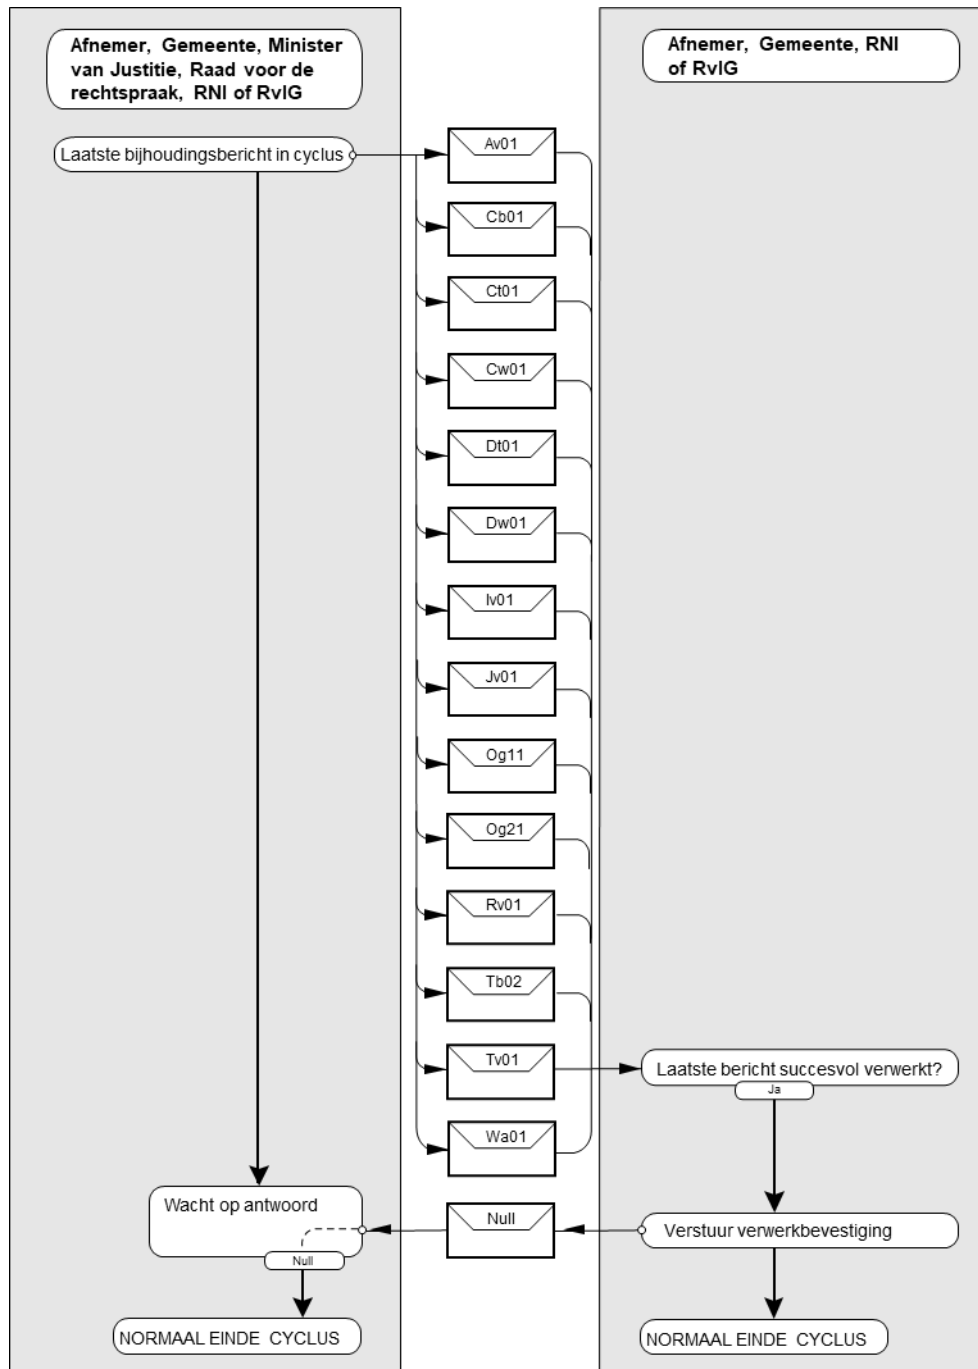 Afnemer, Gemeente, Minister
van Justitie, Raad voor de
rechtspraak, RNI of RvIG
Afnemer, Gemeente, RNI
of RvIG
Laatste bijhoudingsbericht in cyclus
Av01
Cb01
Ct01
Cw01
Dt01
Dw01
Iv01
Jv01
Og11
Og21
Rv01
Tb02
Tv01
Laatste bericht succesvol verwerkt?
Ja
Wa01
Wacht op antwoord
Null
Null
Verstuur verwerkbevestiging
NORMAAL EINDE CYCLUS
NORMAAL EINDE CYCLUS